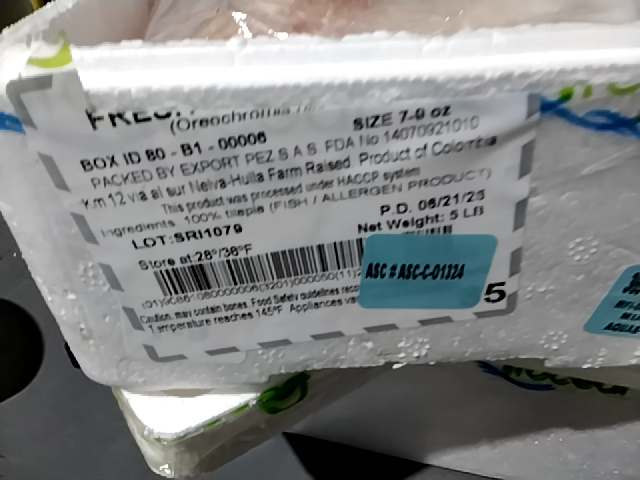 (Oreochromis
SIZE 7-9 oz
BOX ID 80 - B1 - 00006
PACKED BY EXPORT PEZ S.A.S. FDA No 14070921010
Km 12 via al sur Neiva-Huila Farm Raised Product of Colombia
This product was processed under HACCP system
Ingredients 100% tilapia (FISH / ALLERGEN PRODUCT)
LOT:SRI1079
P.D. 06/21/25
Net Weight: 5 LB
Store at 28°/38°F
Caution, may contain bones. Food Safety guidelines
Temperature reaches 145°F. Appliances
ASC # ASC-C-01324
5